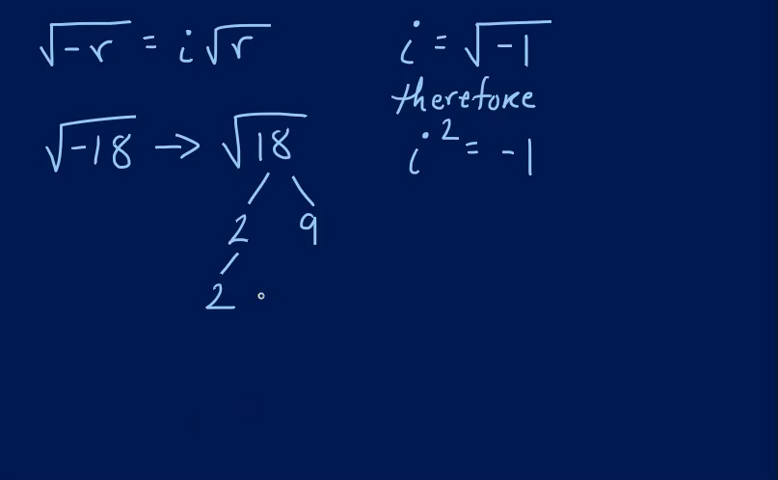 √-r = i√r
i = √-1
therefore
√-18 → √18
i² = -1
2 9
2